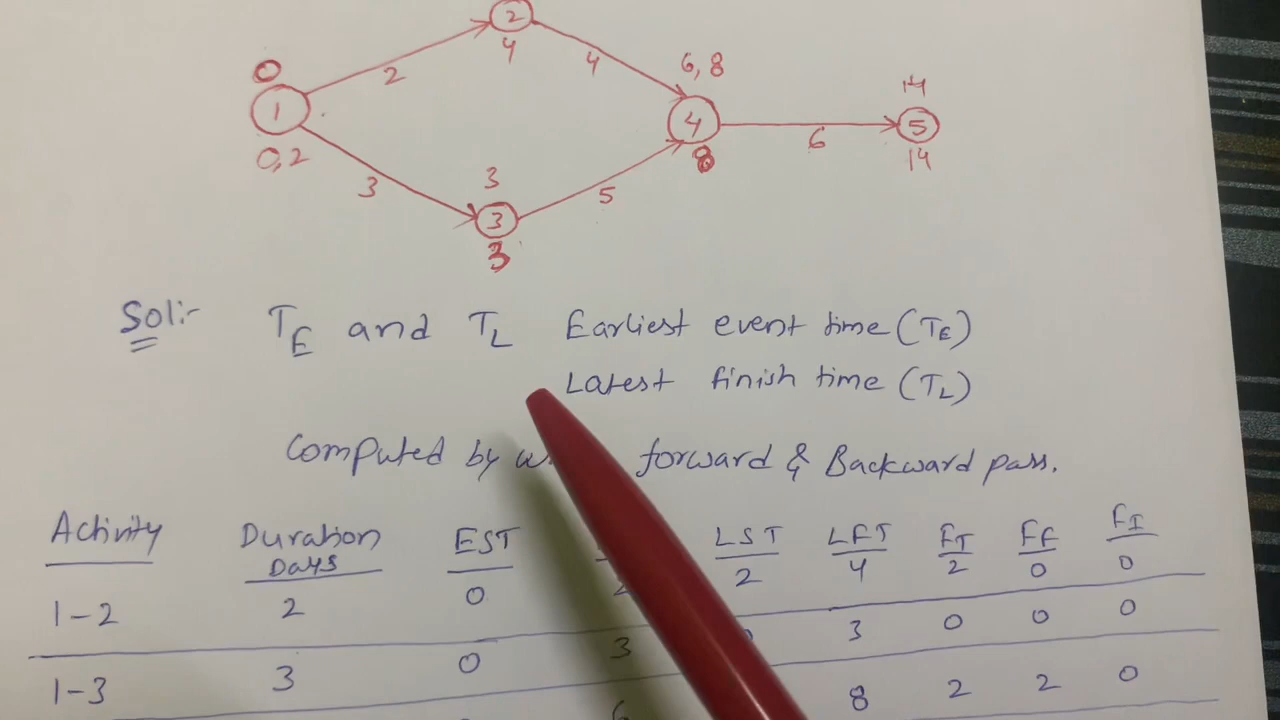 2
4
2
4
0
1
0,2
3
3
3
3
5
6, 8
4
8
6
14
5
14
Sol:-
TE and TL Earliest event time (TE)
Latest finish time (TL)
Computed by forward & Backward pass.
Activity Duration Days EST LST LFT FT FF FI
1-2 2 0 2 4 2 0 0
1-3 3 0 3 3 0 0 0
6 8 2 2 0